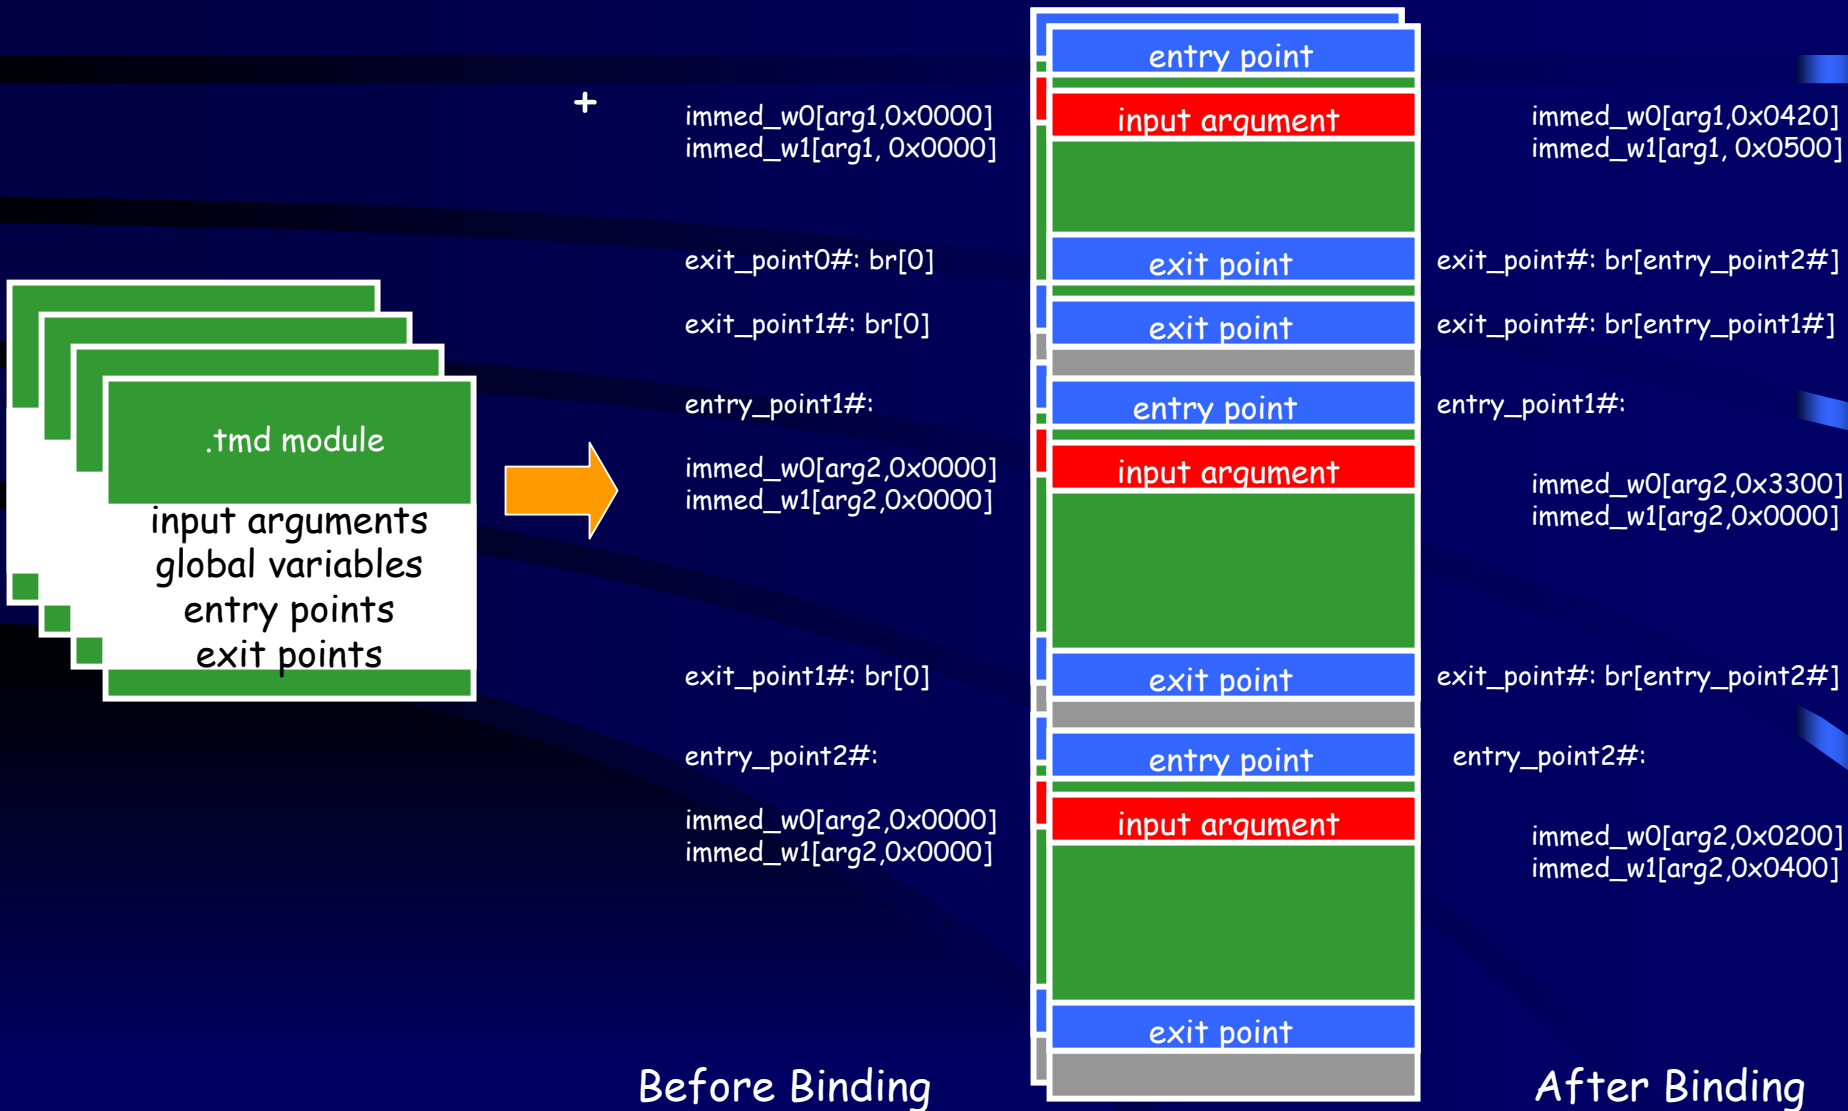 .tmd module
input arguments
global variables
entry points
exit points
+
immed_w0[arg1,0x0000]
immed_w1[arg1, 0x0000]
exit_point0#: br[0]
exit_point1#: br[0]
entry_point1#:
immed_w0[arg2,0x0000]
immed_w1[arg2,0x0000]
exit_point1#: br[0]
entry_point2#:
immed_w0[arg2,0x0000]
immed_w1[arg2,0x0000]
Before Binding
entry point
input argument
exit point
exit point
entry point
input argument
exit point
entry point
input argument
exit point
immed_w0[arg1,0x0420]
immed_w1[arg1, 0x0500]
exit_point#: br[entry_point2#]
exit_point#: br[entry_point1#]
entry_point1#:
immed_w0[arg2,0x3300]
immed_w1[arg2,0x0000]
exit_point#: br[entry_point2#]
entry_point2#:
immed_w0[arg2,0x0200]
immed_w1[arg2,0x0400]
After Binding